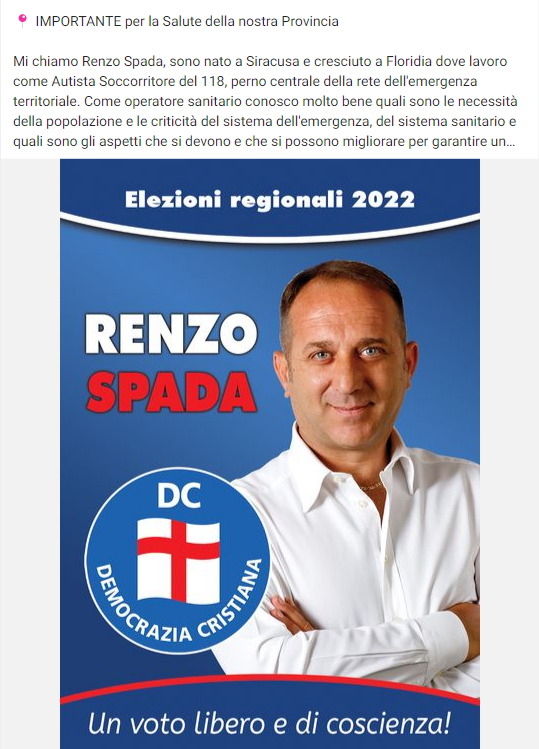 IMPORTANTE per la Salute della nostra Provincia
Mi chiamo Renzo Spada, sono nato a Siracusa e cresciuto a Floridia dove lavoro
come Autista Soccorritore del 118, perno centrale della rete dell'emergenza
territoriale. Come operatore sanitario conosco molto bene quali sono le necessità
della popolazione e le criticità del sistema dell'emergenza, del sistema sanitario e
quali sono gli aspetti che si devono e che si possono migliorare per garantire un...
Elezioni regionali 2022
RENZO
SPADA
DC
DEMOCRAZIA CRISTIANA
Un voto libero e di coscienza!